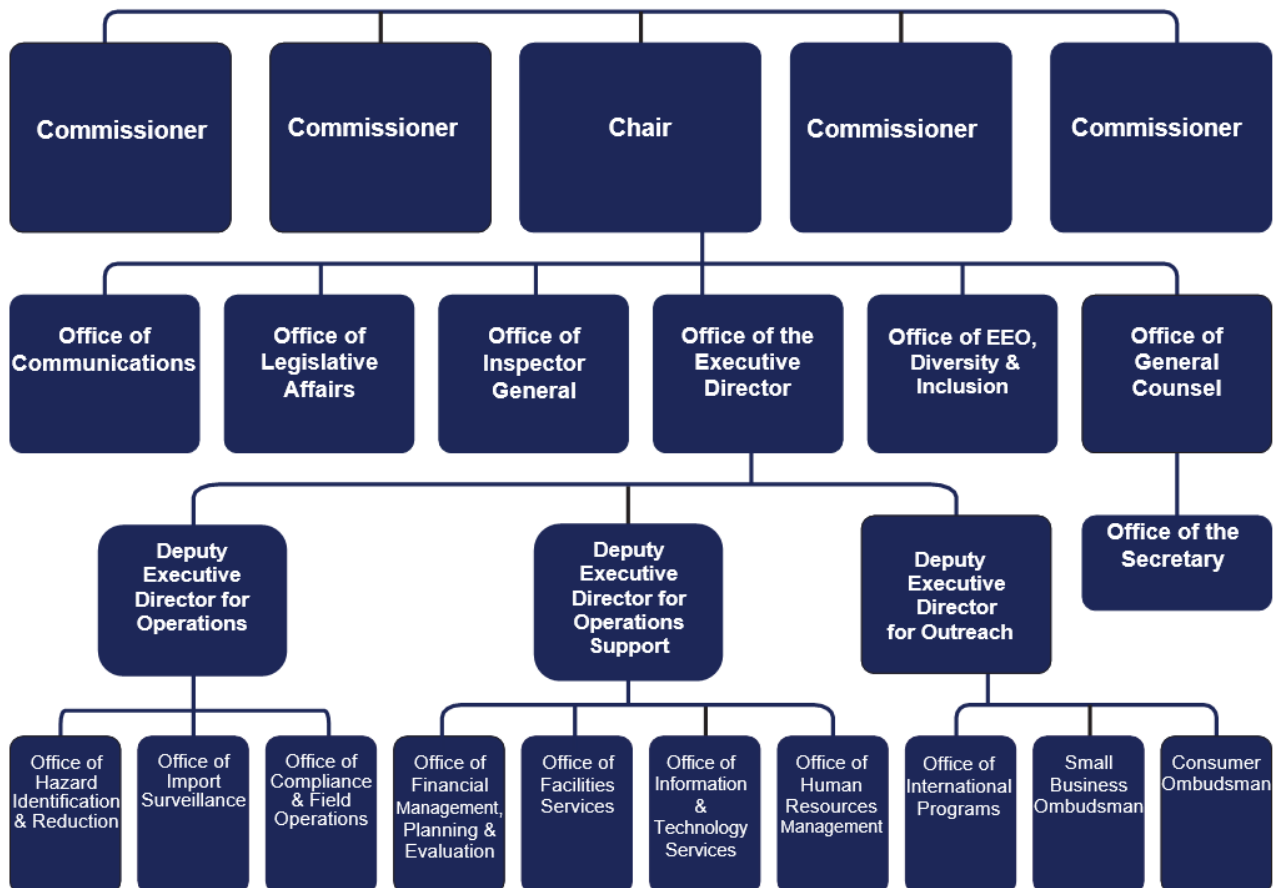 Commissioner
Commissioner
Chair
Commissioner
Commissioner
Office of
Communications
Office of
Legislative
Affairs
Office of
Inspector
General
Office of the
Executive
Director
Office of EEO,
Diversity &
Inclusion
Office of
General
Counsel
Deputy
Executive
Director for
Operations
Deputy
Executive
Director for
Operations
Support
Deputy
Executive
Director
for Outreach
Office of the
Secretary
Office of
Hazard
Identification
& Reduction
Office of
Import
Surveillance
Office of
Compliance
& Field
Operations
Office of
Financial
Management,
Planning &
Evaluation
Office of
Facilities
Services
Office of
Information
&
Technology
Services
Office of
Human
Resources
Management
Office of
International
Programs
Small
Business
Ombudsman
Consumer
Ombudsman